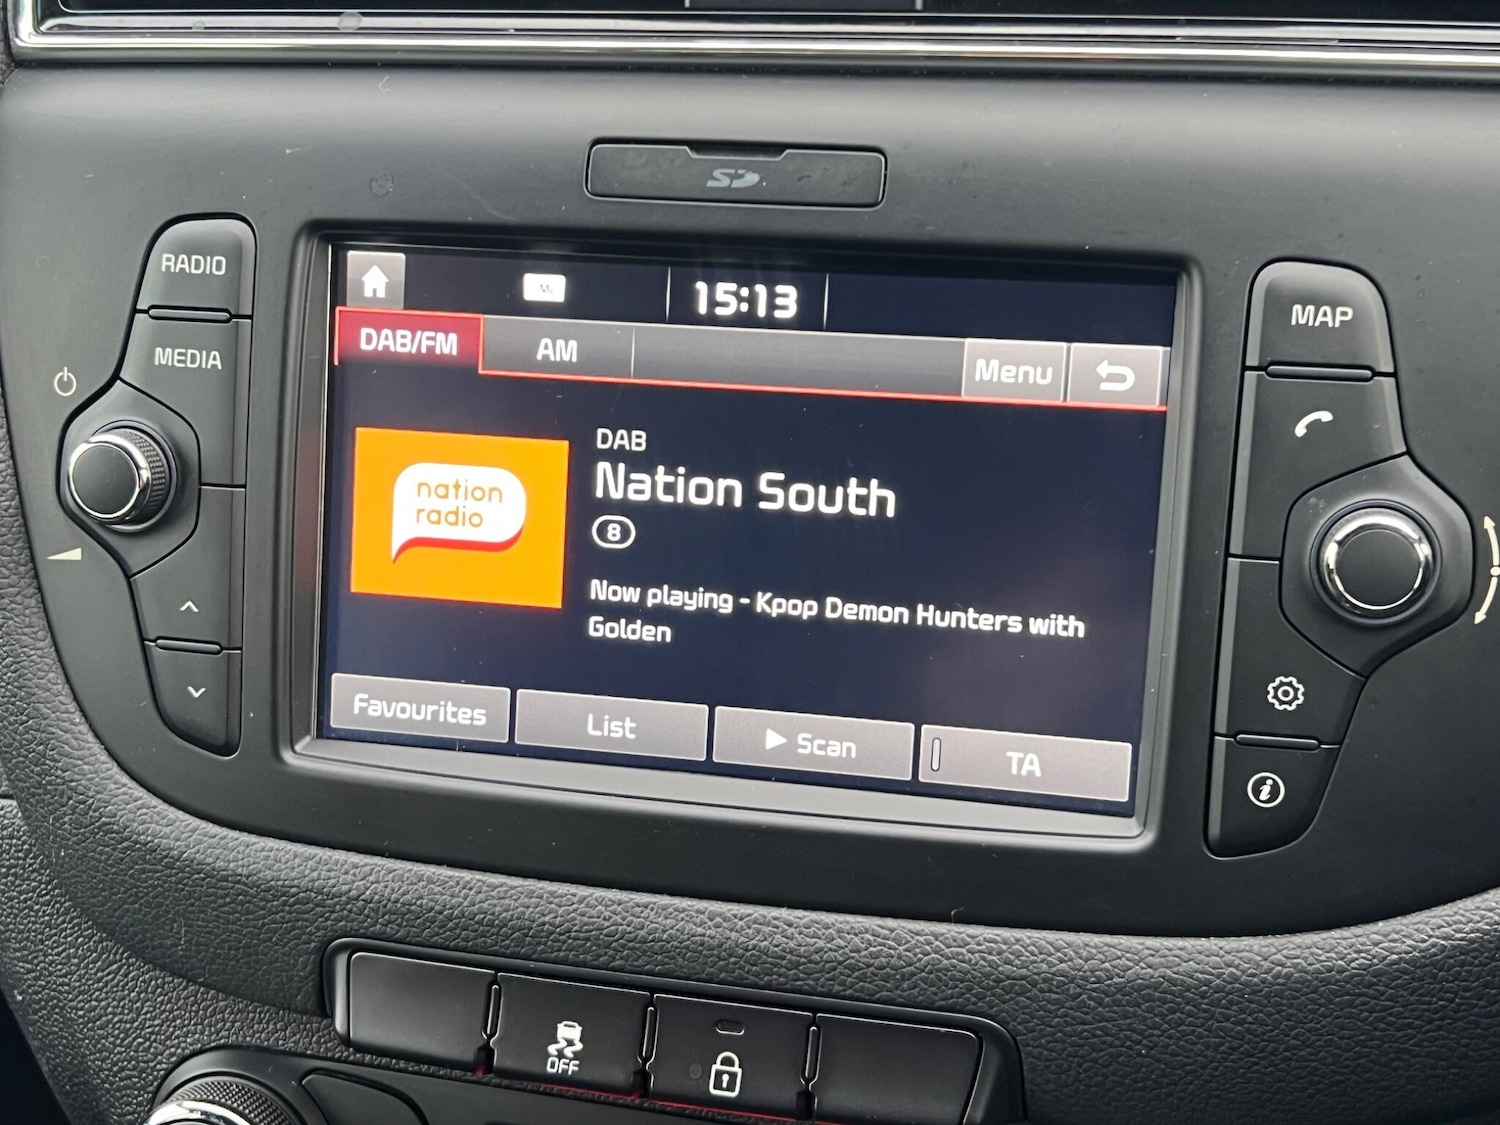 SD
RADIO
MEDIA
15:13
DAB/FM
AM
Menu
nation
radio
DAB
Nation South
8
Now playing - Kpop Demon Hunters with
Golden
Favourites
List
Scan
TA
MAP
i
OFF